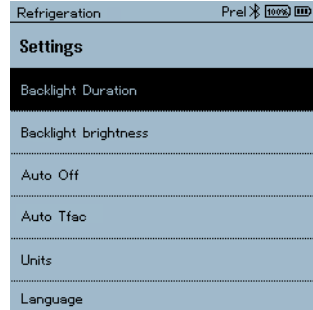 Refrigeration Prel 100%
Settings
Backlight Duration
Backlight brightness
Auto Off
Auto Tfac
Units
Language